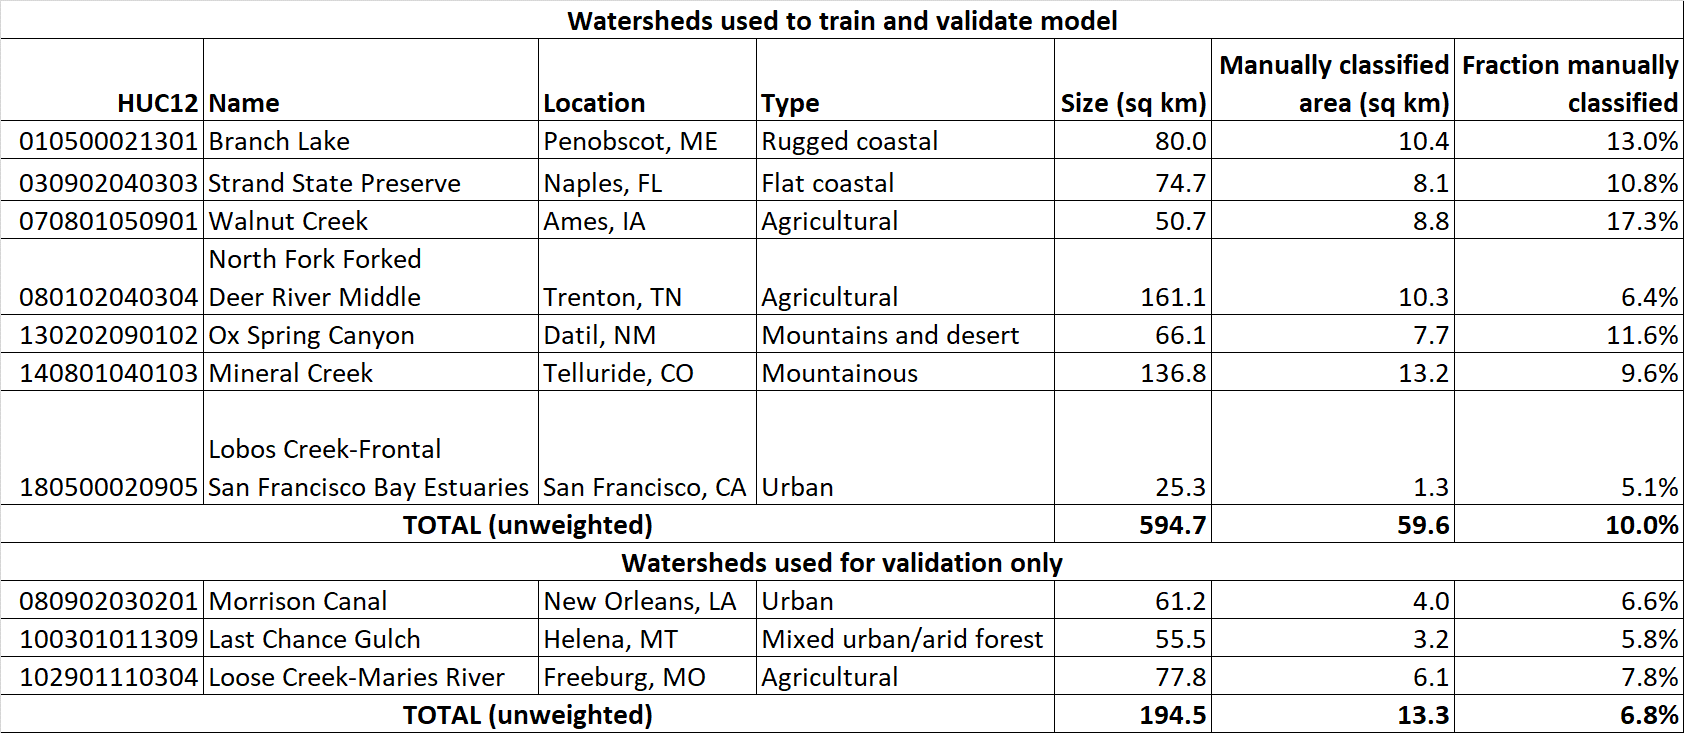 Watersheds used to train and validate model
Manually classified Fraction manually
HUC12 Name Location Type Size (sq km) area (sq km) classified
010500021301 Branch Lake Penobscot, ME Rugged coastal 80.0 10.4 13.0%
030902040303 Strand State Preserve Naples, FL Flat coastal 74.7 8.1 10.8%
070801050901 Walnut Creek Ames, IA Agricultural 50.7 8.8 17.3%
North Fork Forked
080102040304 Deer River Middle Trenton, TN Agricultural 161.1 10.3 6.4%
130202090102 Ox Spring Canyon Datil, NM Mountains and desert 66.1 7.7 11.6%
140801040103 Mineral Creek Telluride, CO Mountainous 136.8 13.2 9.6%
Lobos Creek-Frontal
180500020905 San Francisco Bay Estuaries San Francisco, CA Urban 25.3 1.3 5.1%
TOTAL (unweighted) 594.7 59.6 10.0%
Watersheds used for validation only
080902030201 Morrison Canal New Orleans, LA Urban 61.2 4.0 6.6%
100301011309 Last Chance Gulch Helena, MT Mixed urban/arid forest 55.5 3.2 5.8%
102901110304 Loose Creek-Maries River Freeburg, MO Agricultural 77.8 6.1 7.8%
TOTAL (unweighted) 194.5 13.3 6.8%